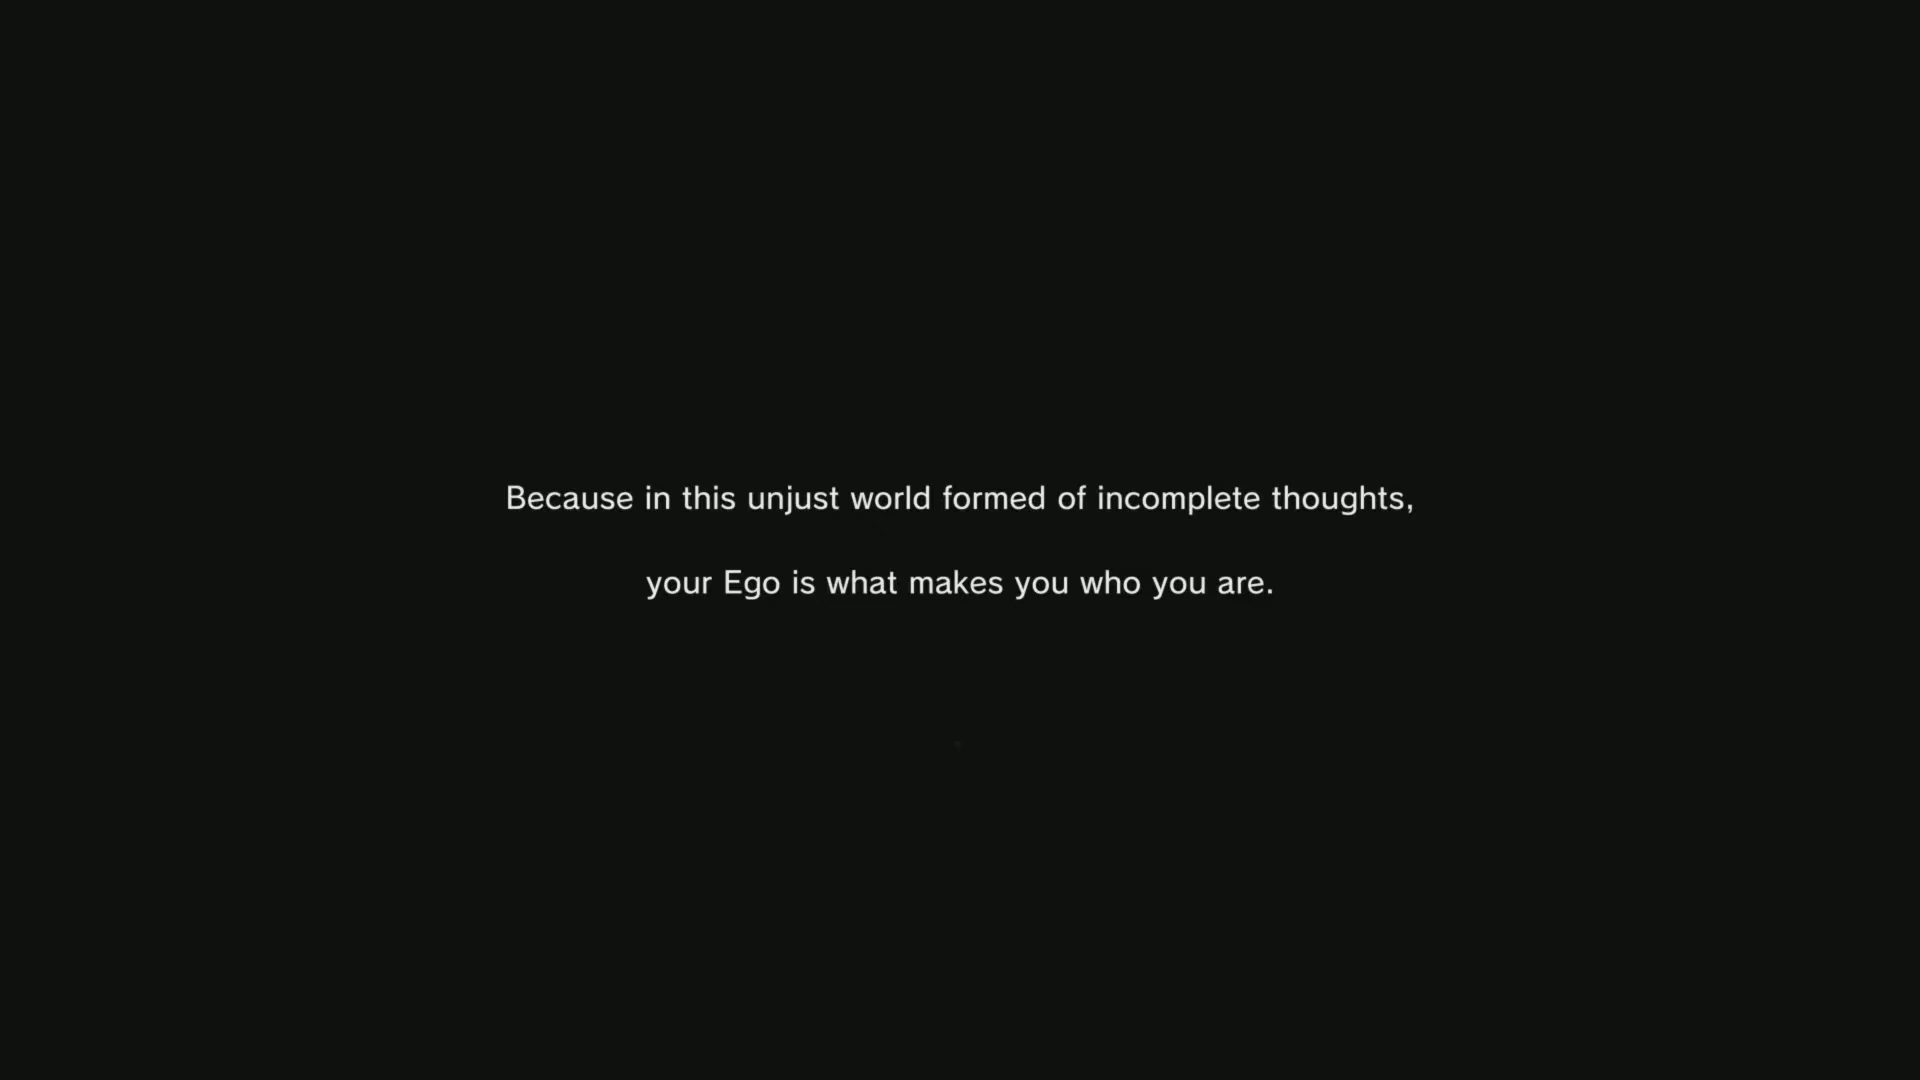 Because in this unjust world formed of incomplete thoughts,
your Ego is what makes you who you are.